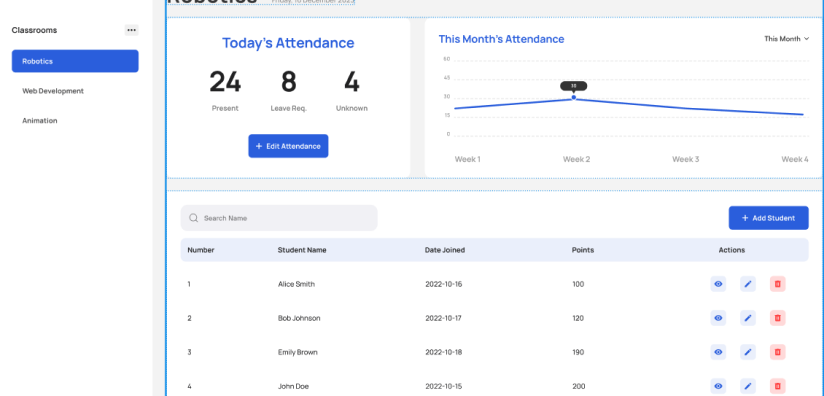 Robotics Friday, 16 December 2023
Classrooms
Robotics
Web Development
Animation
Today's Attendance
24 8 4
Present Leave Req. Unknown
+ Edit Attendance
This Month's Attendance
This Month
60
45
30
15
0
Week 1 Week 2 Week 3 Week 4
Search Name
+ Add Student
Number Student Name Date Joined Points Actions
1 Alice Smith 2022-10-16 100
2 Bob Johnson 2022-10-17 120
3 Emily Brown 2022-10-18 190
4 John Doe 2022-10-15 200